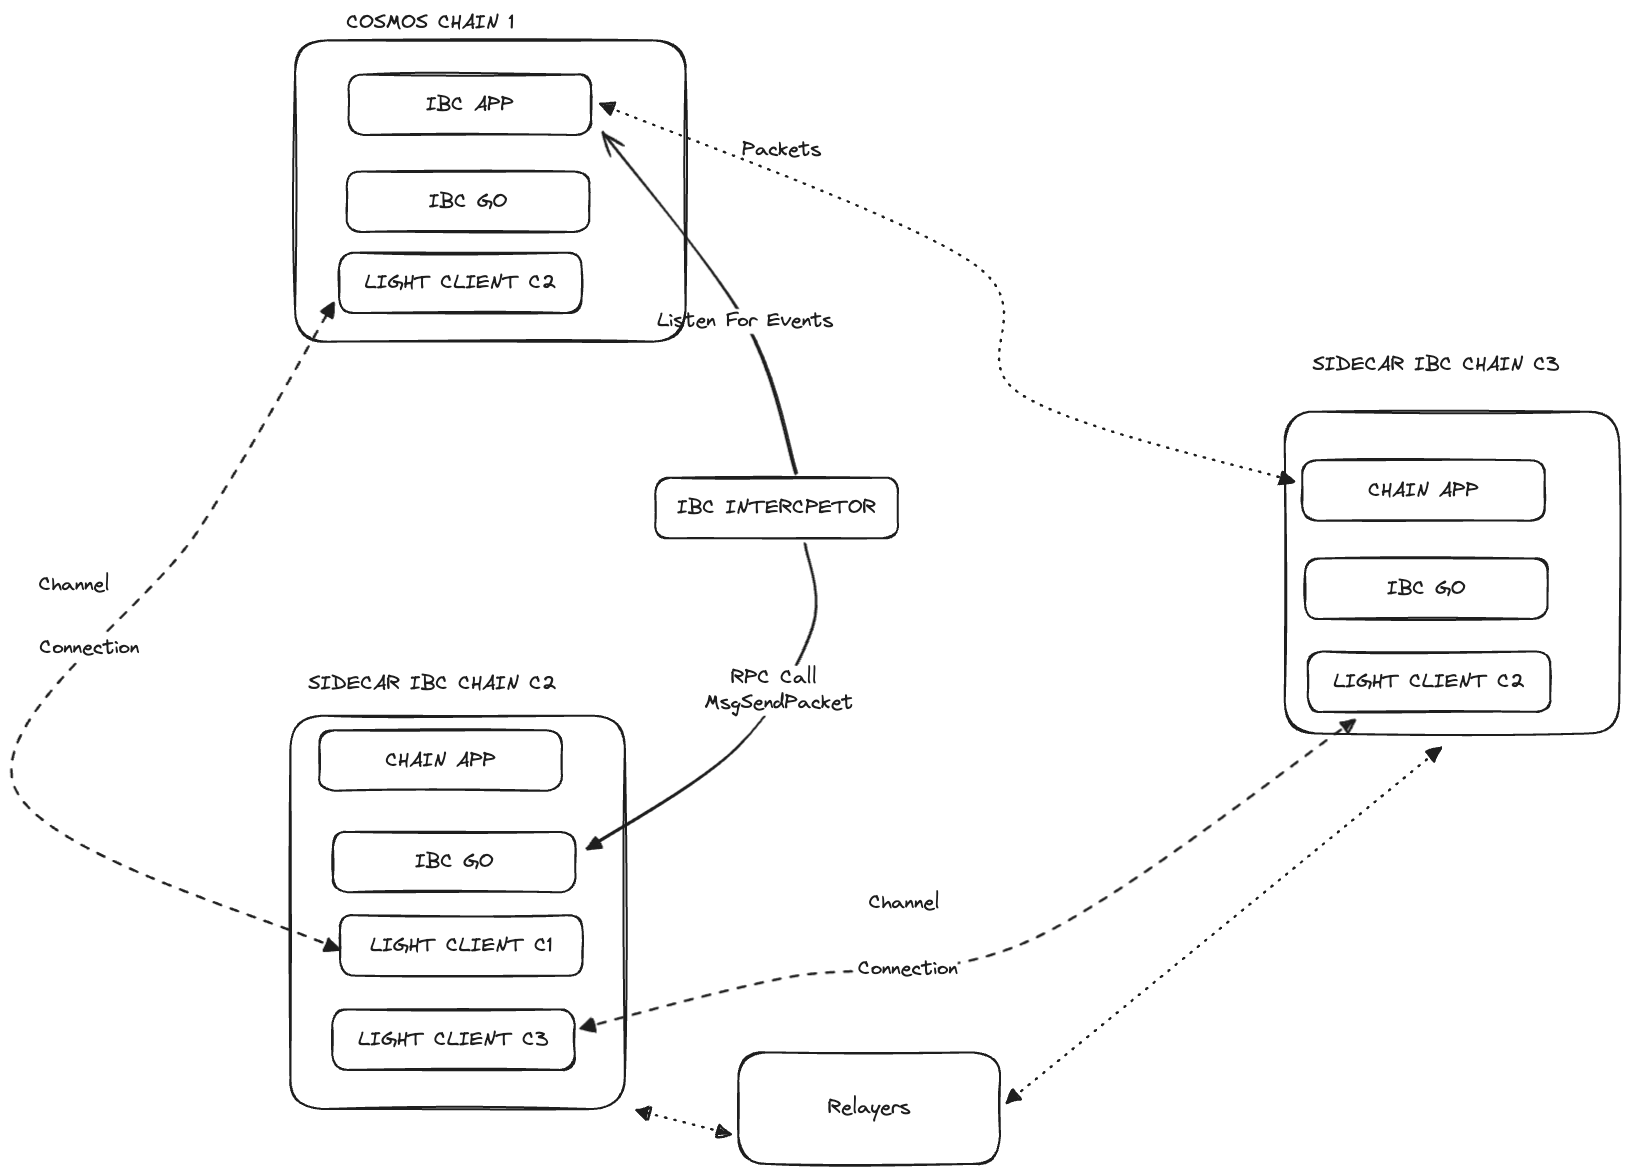 COSMOS CHAIN 1
IBC APP
Packets
IBC GO
LIGHT CLIENT C2
Listen For Events
SIDECAR IBC CHAIN C3
CHAIN APP
IBC INTERCPETOR
Channel
IBC GO
Connection
RPC Call
MsgSendPacket
LIGHT CLIENT C2
SIDECAR IBC CHAIN C2
CHAIN APP
IBC GO
Channel
LIGHT CLIENT C1
Connection
LIGHT CLIENT C3
Relayers